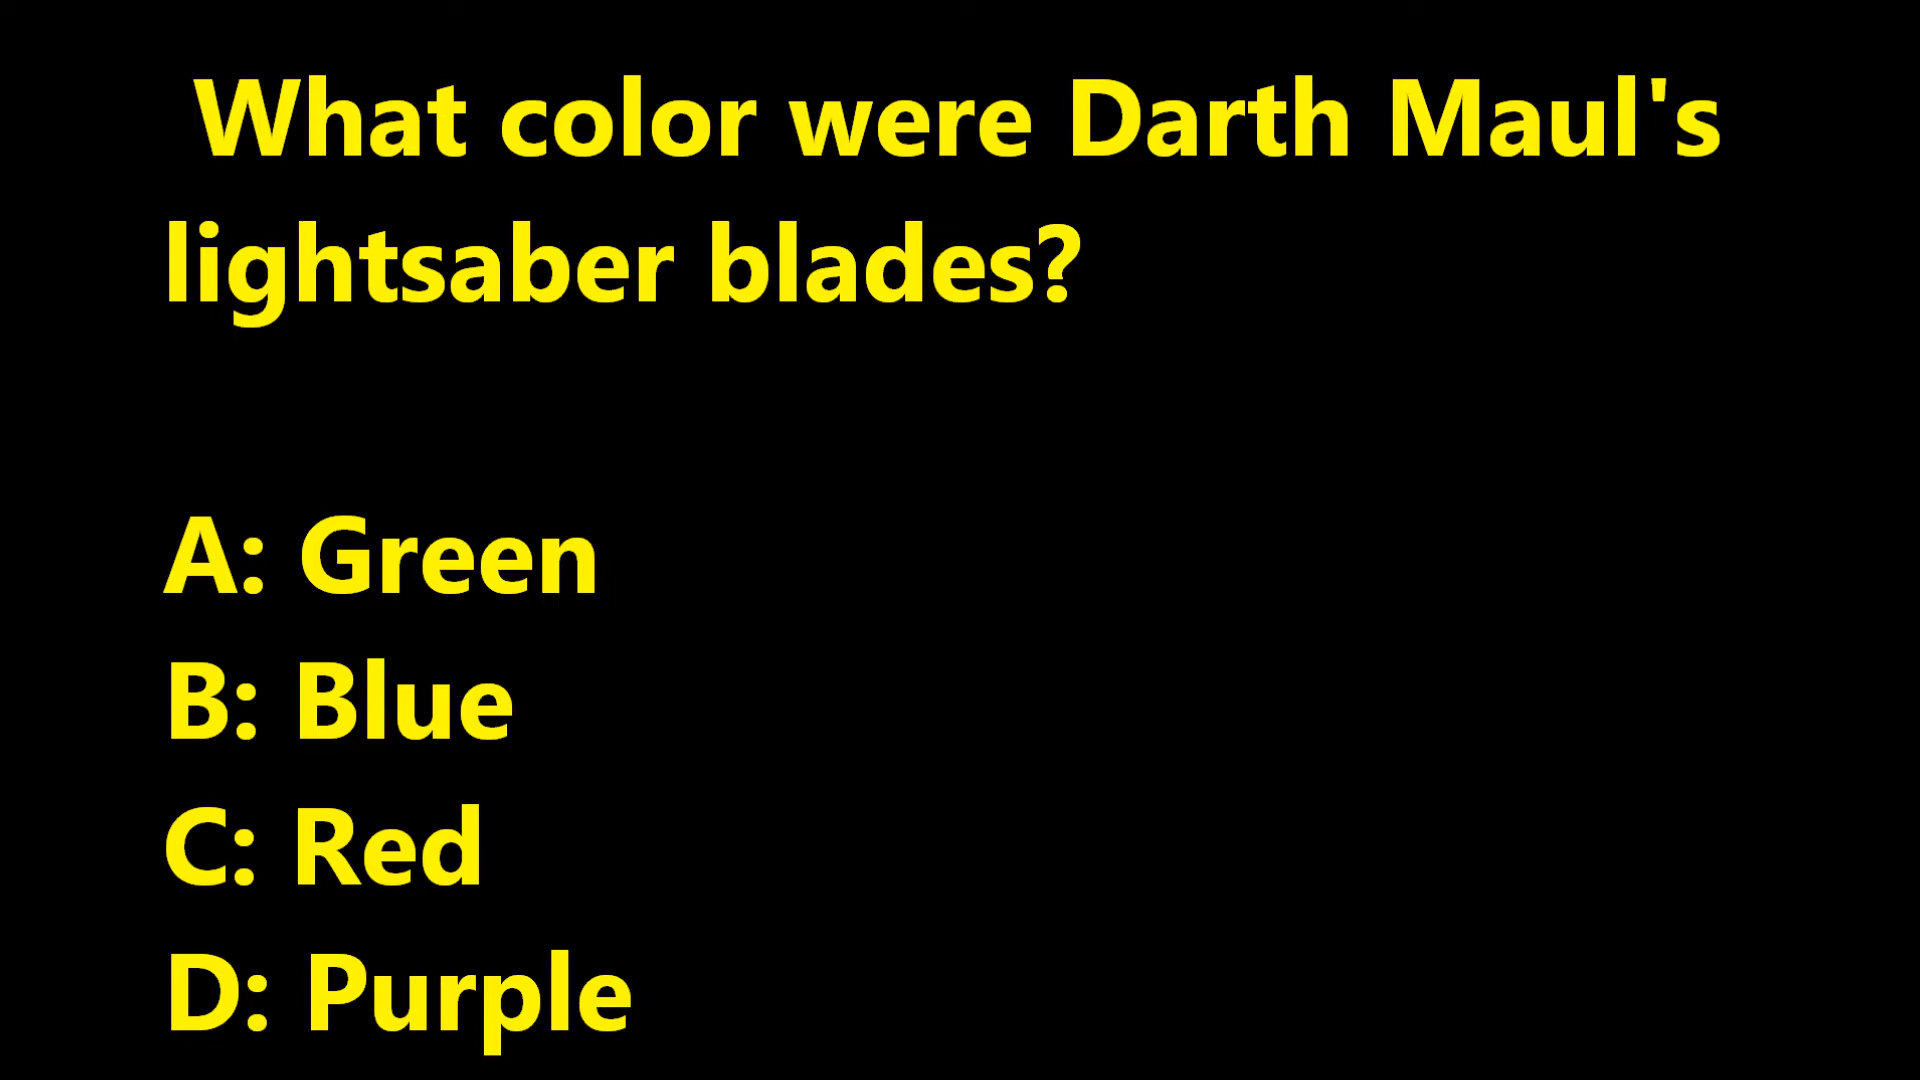 What color were Darth Maul's
lightsaber blades?
A: Green
B: Blue
C: Red
D: Purple